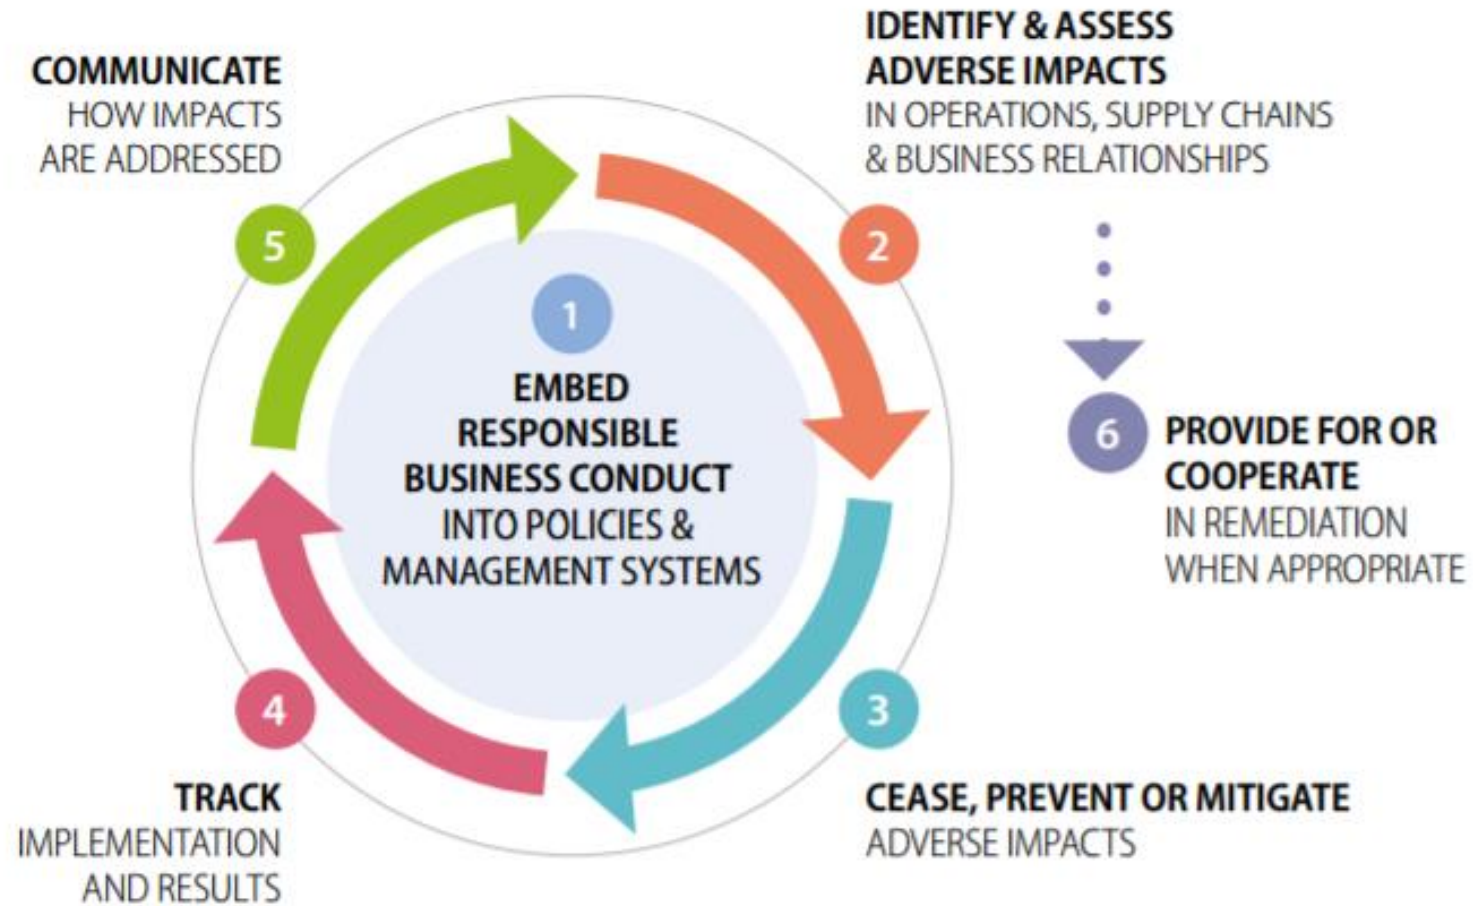 1
EMBED
RESPONSIBLE
BUSINESS CONDUCT
INTO POLICIES &
MANAGEMENT SYSTEMS
2
IDENTIFY & ASSESS
ADVERSE IMPACTS
IN OPERATIONS, SUPPLY CHAINS
& BUSINESS RELATIONSHIPS
3
CEASE, PREVENT OR MITIGATE
ADVERSE IMPACTS
4
TRACK
IMPLEMENTATION
AND RESULTS
5
COMMUNICATE
HOW IMPACTS
ARE ADDRESSED
6
PROVIDE FOR OR
COOPERATE
IN REMEDIATION
WHEN APPROPRIATE